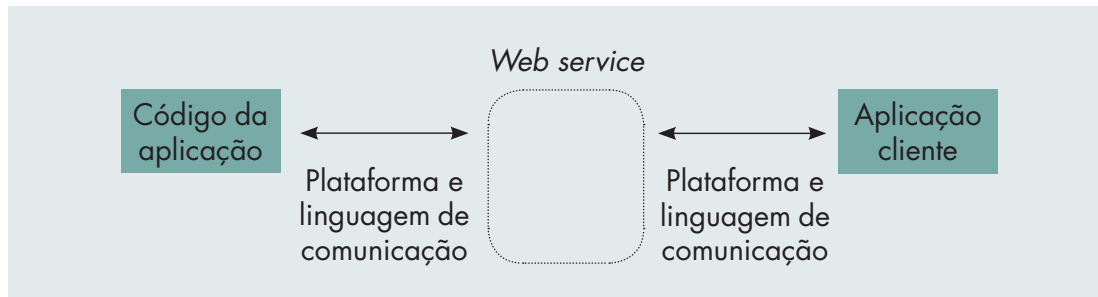 Web service
Código da
aplicação
Plataforma e
linguagem de
comunicação
Plataforma e
linguagem de
comunicação
Aplicação
cliente